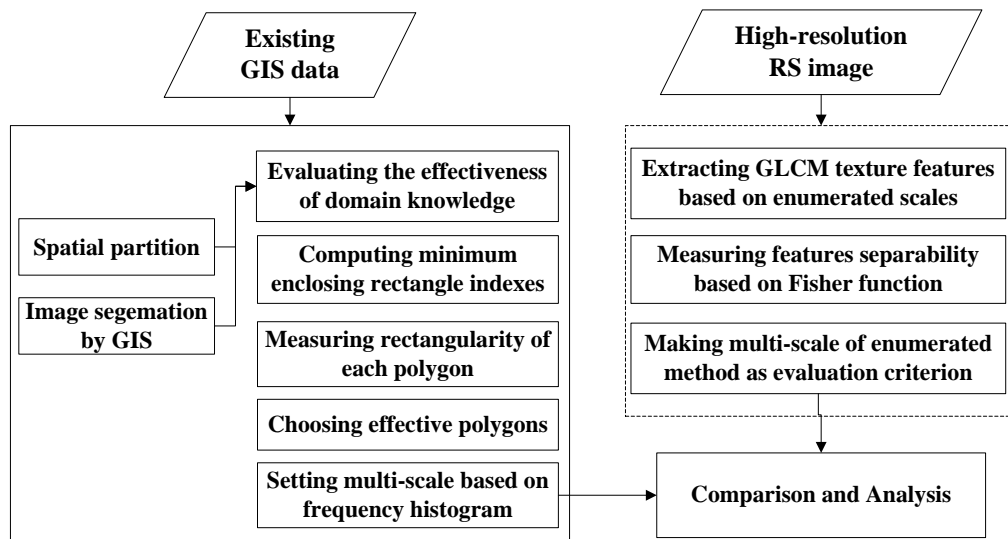 Existing
GIS data
Spatial partition
Image segemation
by GIS
Evaluating the effectiveness
of domain knowledge
Computing minimum
enclosing rectangle indexes
Measuring rectangularity of
each polygon
Choosing effective polygons
Setting multi-scale based on
frequency histogram
High-resolution
RS image
Extracting GLCM texture features
based on enumerated scales
Measuring features separability
based on Fisher function
Making multi-scale of enumerated
method as evaluation criterion
Comparison and Analysis